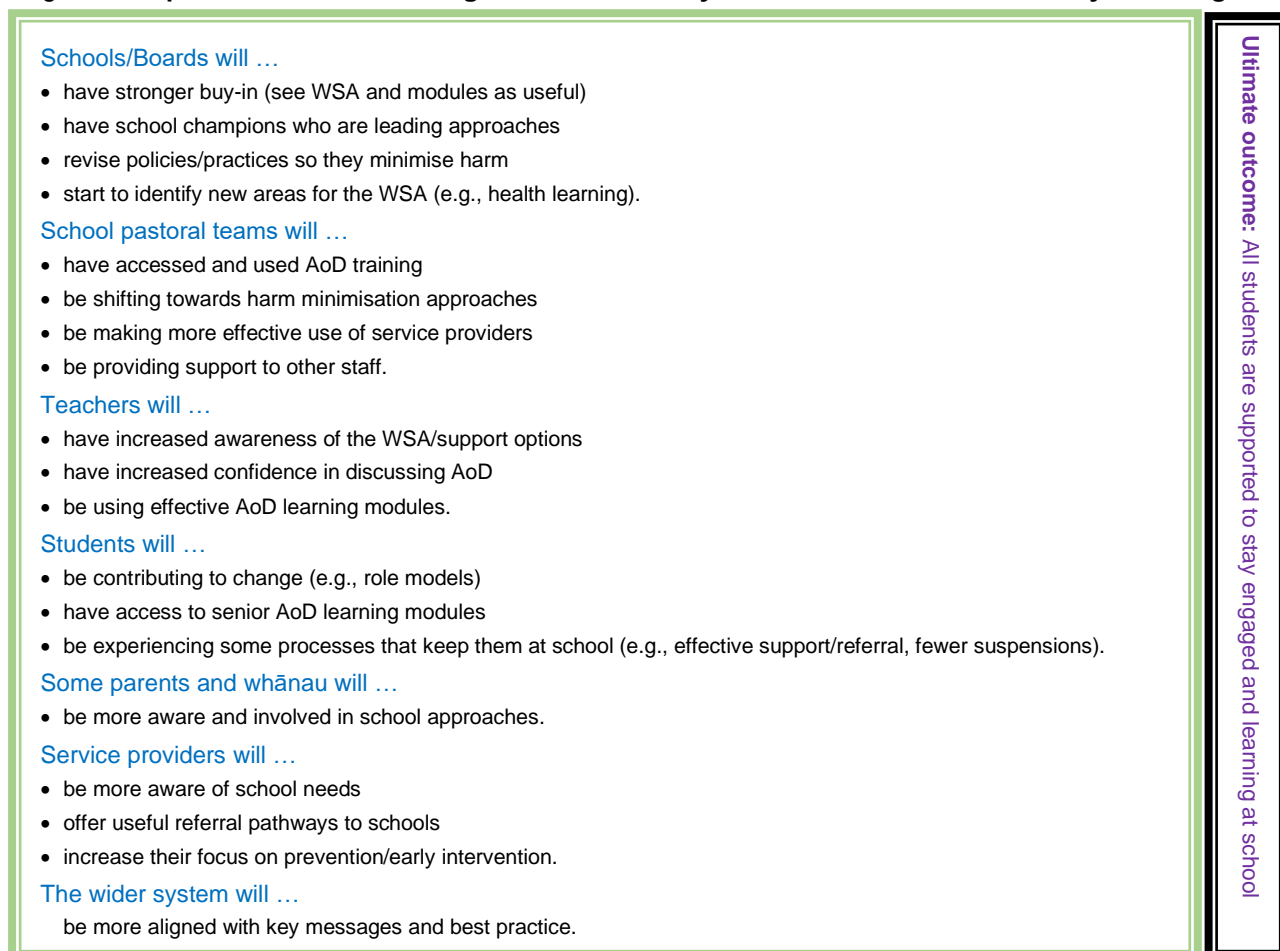 Schools/Boards will …
• have stronger buy-in (see WSA and modules as useful)
• have school champions who are leading approaches
• revise policies/practices so they minimise harm
• start to identify new areas for the WSA (e.g., health learning).
School pastoral teams will …
• have accessed and used AoD training
• be shifting towards harm minimisation approaches
• be making more effective use of service providers
• be providing support to other staff.
Teachers will …
• have increased awareness of the WSA/support options
• have increased confidence in discussing AoD
• be using effective AoD learning modules.
Students will …
• be contributing to change (e.g., role models)
• have access to senior AoD learning modules
• be experiencing some processes that keep them at school (e.g., effective support/referral, fewer suspensions).
Some parents and whānau will …
• be more aware and involved in school approaches.
Service providers will …
• be more aware of school needs
• offer useful referral pathways to schools
• increase their focus on prevention/early intervention.
The wider system will …
be more aligned with key messages and best practice.
Ultimate outcome: All students are supported to stay engaged and learning at school